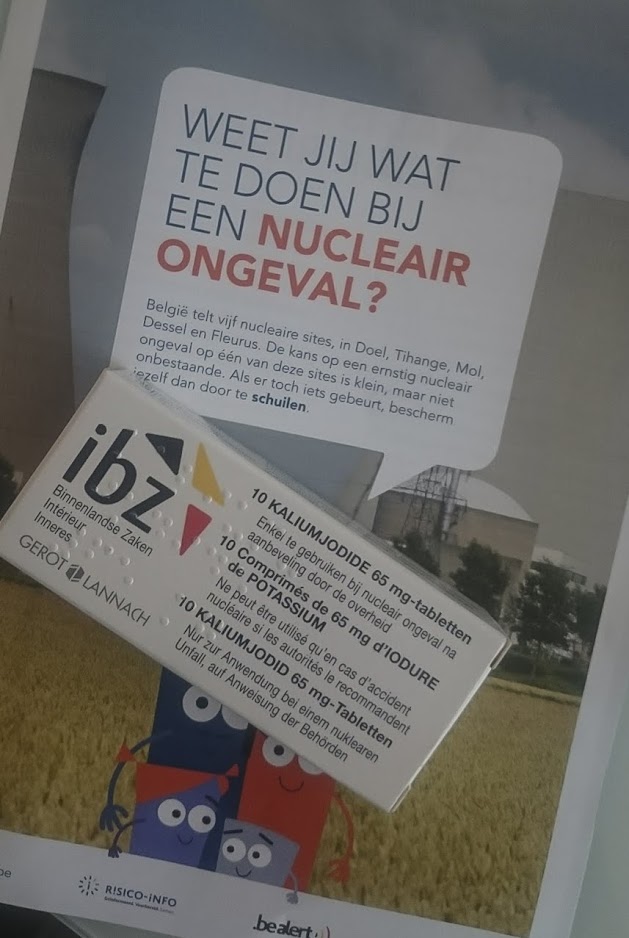 WEET JIJ WAT
TE DOEN BIJ
EEN NUCLEAIR
ONGEVAL?
België telt vijf nucleaire sites, in Doel, Tihange, Mol,
Dessel en Fleurus. De kans op een ernstig nucleair
ongeval op één van deze sites is klein, maar niet
onbestaande. Als er toch iets gebeurt, bescherm
jezelf dan door te schuilen.
ibz
Binnenlandse Zaken
Intérieur
Inneres
GEROT LANNACH
10 KALIUMJODIDE 65 mg-tabletten
Enkel te gebruiken bij nucleair ongeval na
aanbeveling door de overheid
10 Comprimés de 65 mg d'IODURE
de POTASSIUM
Ne peut être utilisé qu'en cas d'accident
nucléaire si les autorités le recommandent
10 KALIUMJODID 65 mg-Tabletten
Nur zur Anwendung bei einem nuklearen
Unfall, auf Anweisung der Behörden
R!SICO-iNFO
.be alert